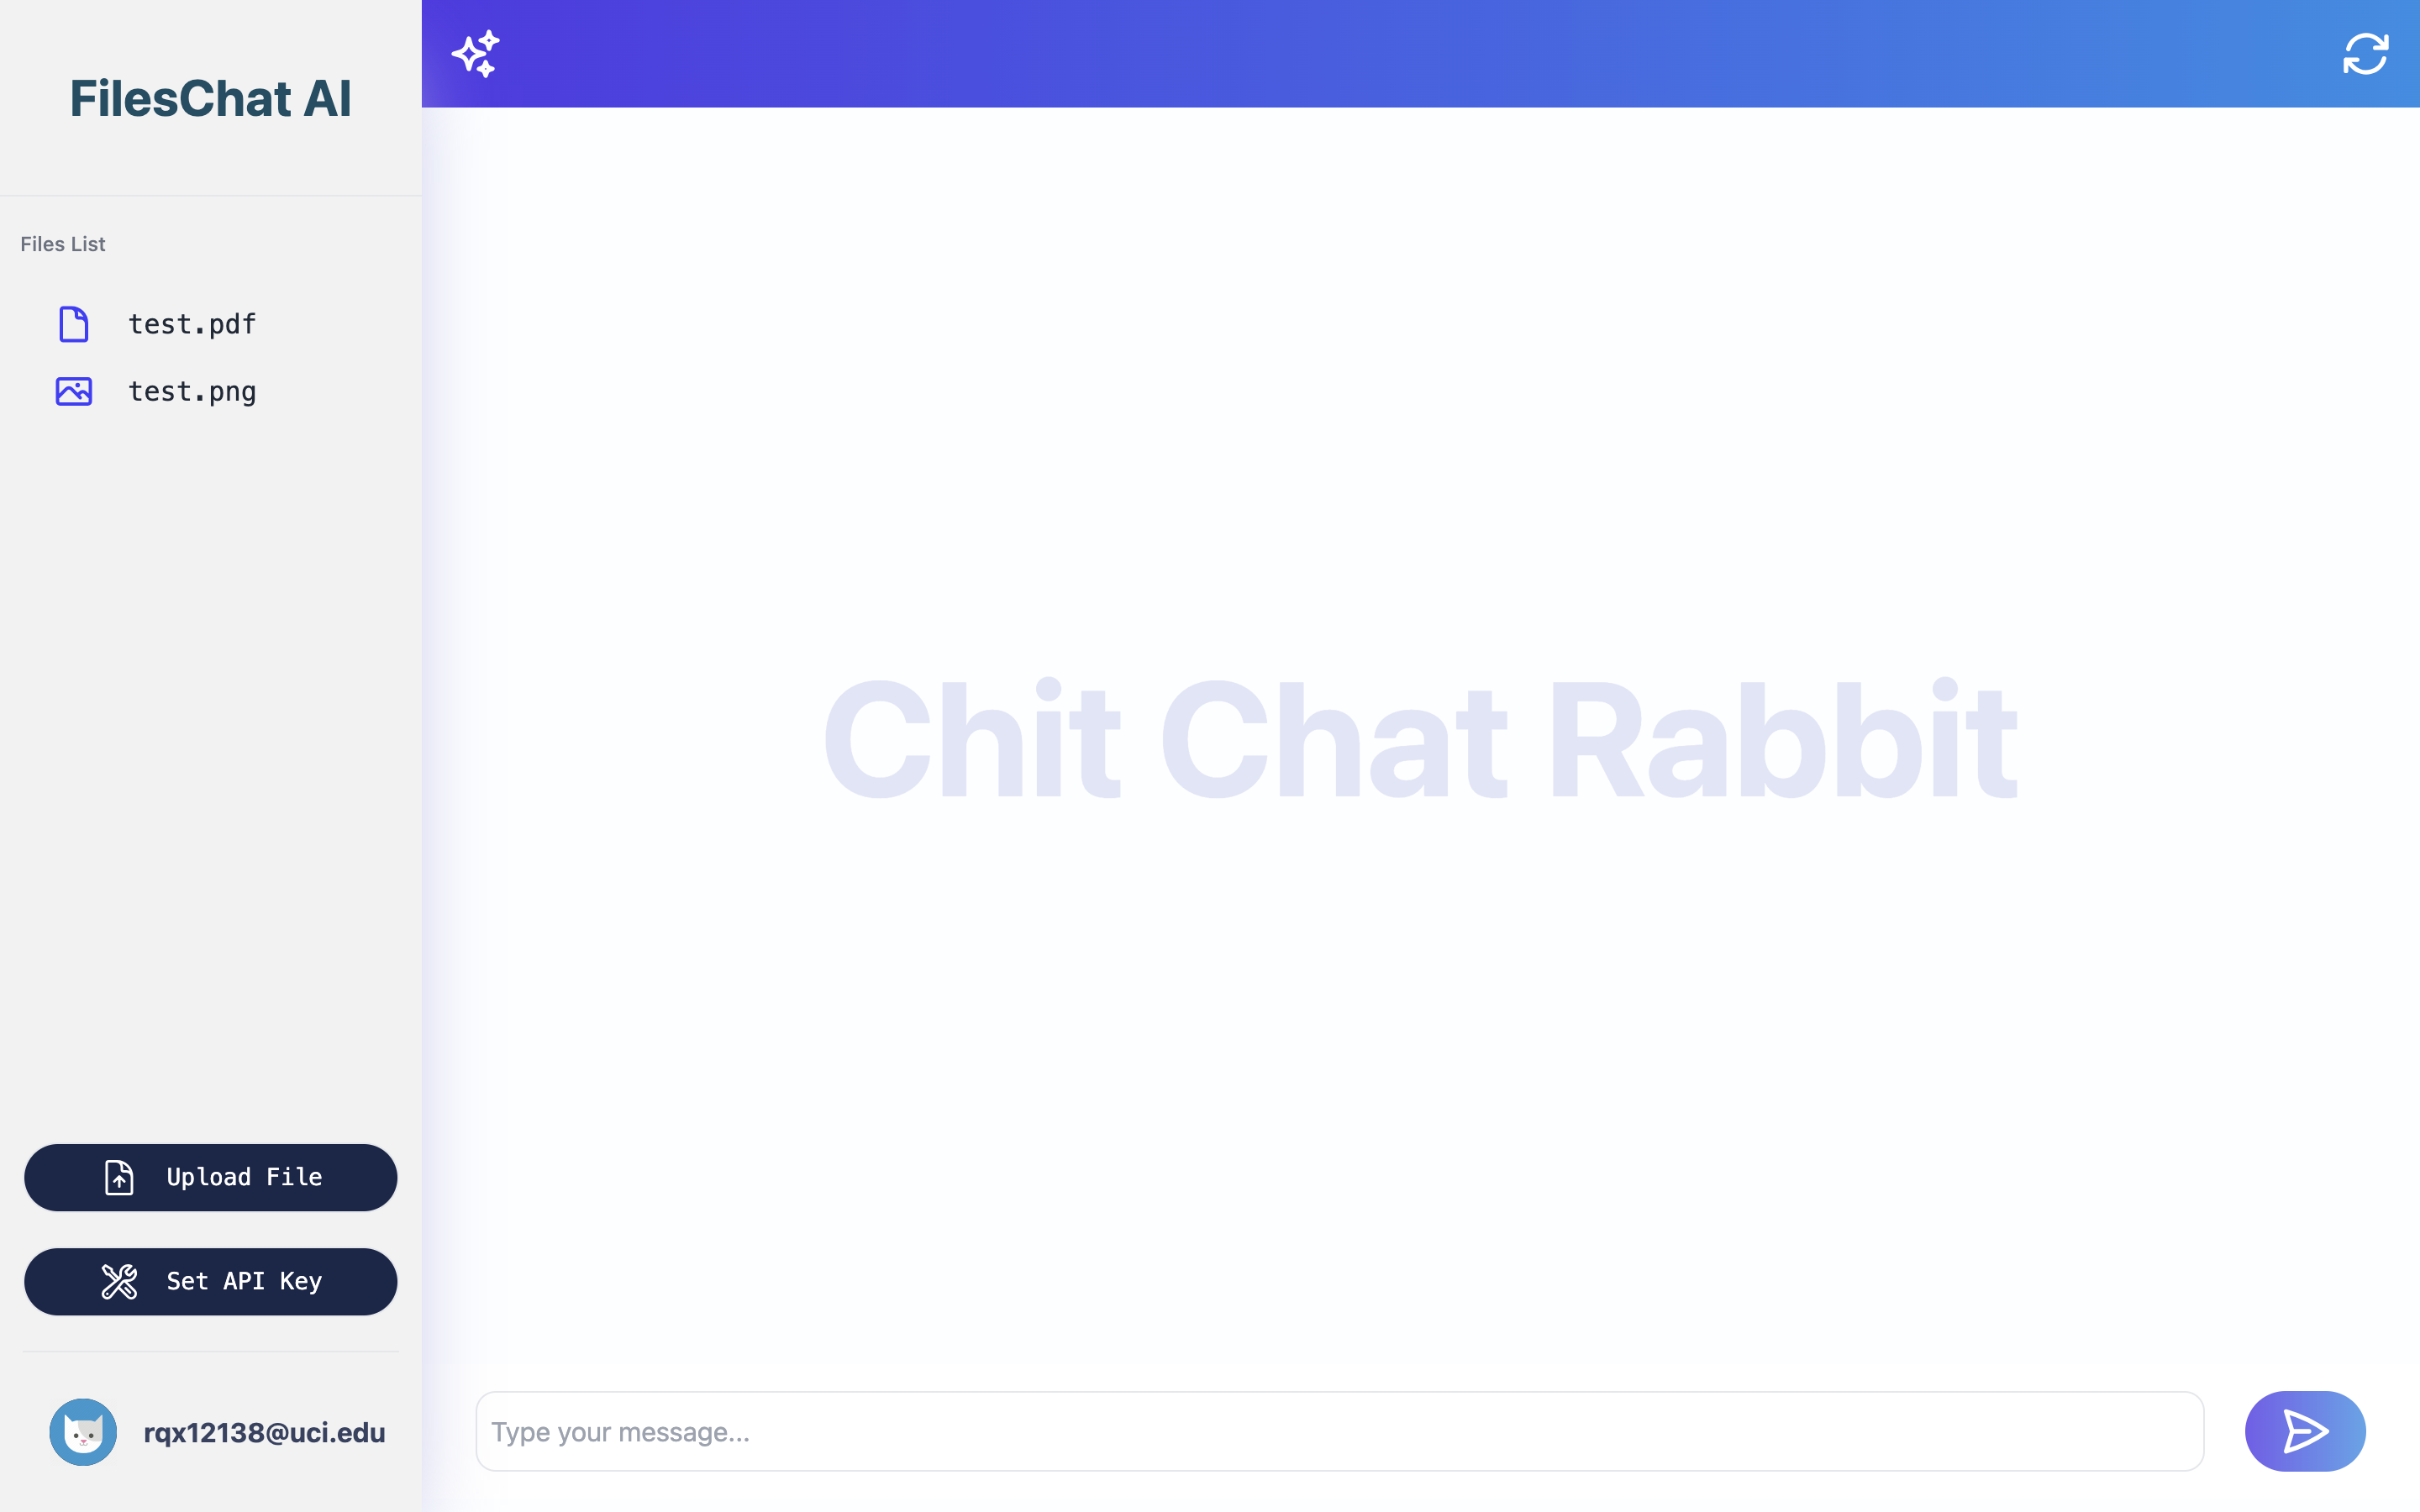 FilesChat AI
Files List
test.pdf
test.png
Upload File
Set API Key
rqx12138@uci.edu
Chit Chat Rabbit
Type your message...